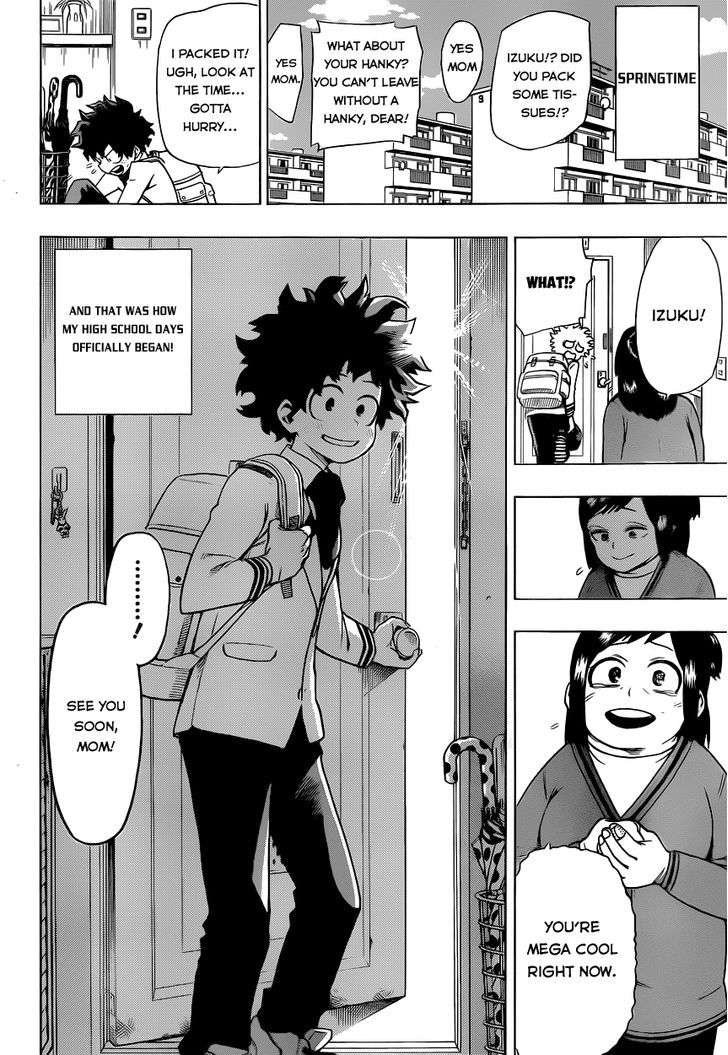 SPRINGTIME
IZUKU!? DID
YOU PACK
SOME TIS-
SUES!?
YES
MOM
WHAT ABOUT
YOUR HANKY?
YOU CAN'T LEAVE
WITHOUT A
HANKY, DEAR!
YES
MOM.
9
I PACKED IT!
UGH, LOOK AT
THE TIME...
GOTTA
HURRY...
IZUKU!
WHAT!?
YOU'RE
MEGA COOL
RIGHT NOW.
AND THAT WAS HOW
MY HIGH SCHOOL DAYS
OFFICIALLY BEGAN!
.........!
SEE YOU
SOON,
MOM!